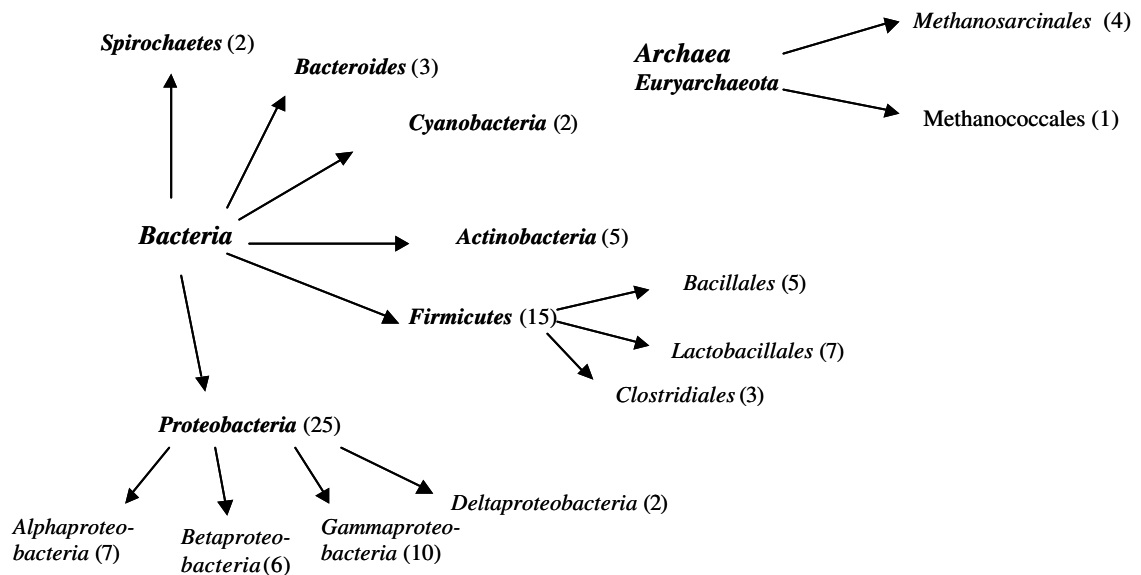 Spirochaetes (2)
Bacteroides (3)
Cyanobacteria (2)
Bacteria
Actinobacteria (5)
Firmicutes (15)
Bacillales (5)
Lactobacillales (7)
Clostridiales (3)
Proteobacteria (25)
Alphaproteo-
bacteria (7)
Betaproteo-
bacteria (6)
Gammaproteo-
bacteria (10)
Deltaproteobacteria (2)
Archaea
Euryarchaeota
Methanosarcinales (4)
Methanococcales (1)